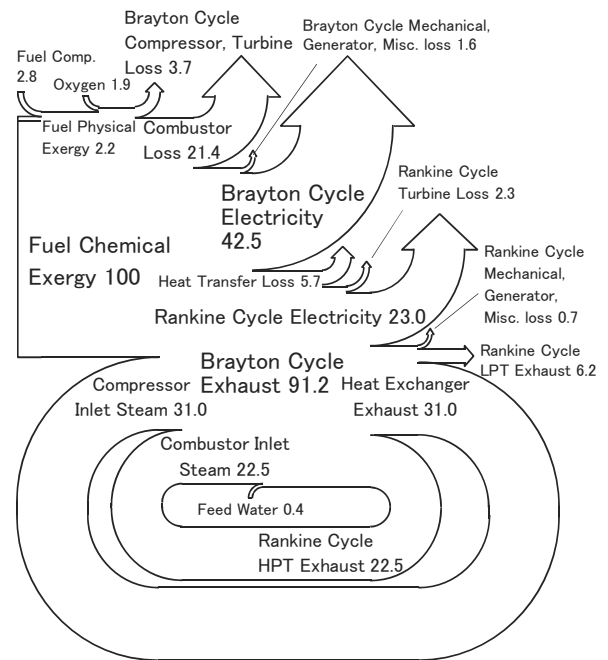 Brayton Cycle
Compressor, Turbine
Loss 3.7
Brayton Cycle Mechanical,
Generator, Misc. loss 1.6
Fuel Comp.
2.8
Oxygen 1.9
Fuel Physical
Exergy 2.2
Combustor
Loss 21.4
Rankine Cycle
Turbine Loss 2.3
Brayton Cycle
Electricity
42.5
Fuel Chemical
Exergy 100
Heat Transfer Loss 5.7
Rankine Cycle
Mechanical,
Generator,
Misc. loss 0.7
Rankine Cycle Electricity 23.0
Rankine Cycle
LPT Exhaust 6.2
Brayton Cycle
Exhaust 91.2
Compressor
Inlet Steam 31.0
Heat Exchanger
Exhaust 31.0
Combustor Inlet
Steam 22.5
Feed Water 0.4
Rankine Cycle
HPT Exhaust 22.5